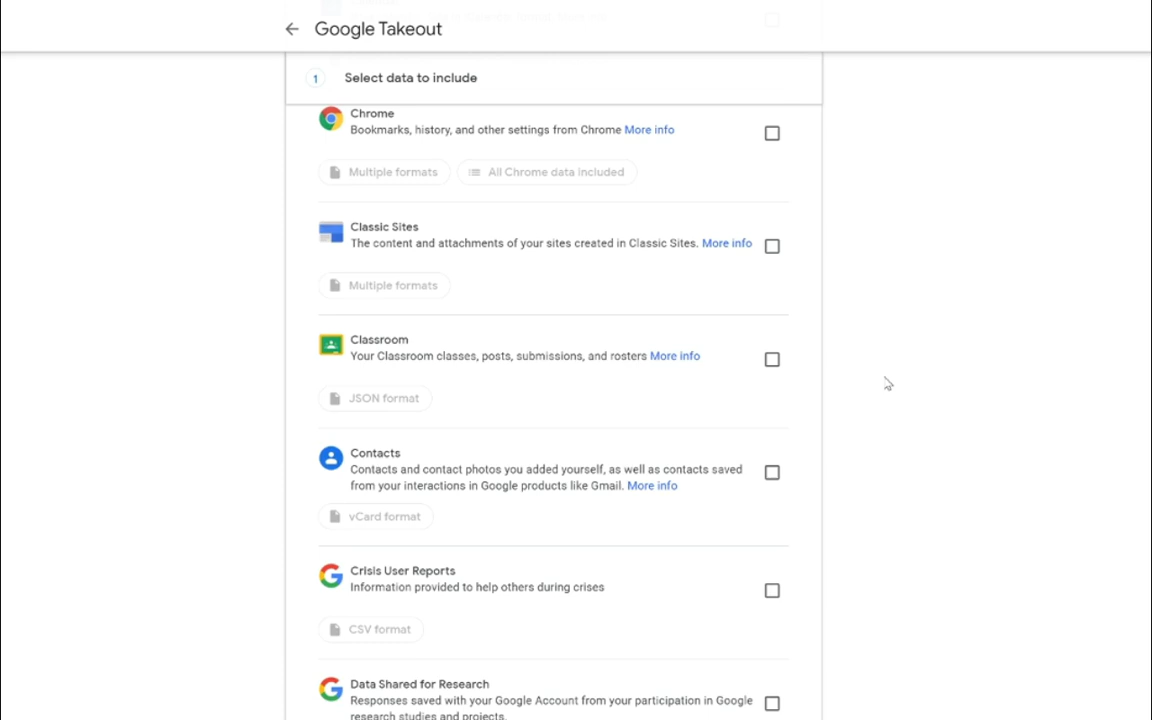 Google Takeout
1 Select data to include
Chrome
Bookmarks, history, and other settings from Chrome More info
Multiple formats All Chrome data included
Classic Sites
The content and attachments of your sites created in Classic Sites. More info
Multiple formats
Classroom
Your Classroom classes, posts, submissions, and rosters More info
JSON format
Contacts
Contacts and contact photos you added yourself, as well as contacts saved
from your interactions in Google products like Gmail. More info
vCard format
Crisis User Reports
Information provided to help others during crises
CSV format
Data Shared for Research
Responses saved with your Google Account from your participation in Google
research studies and projects.